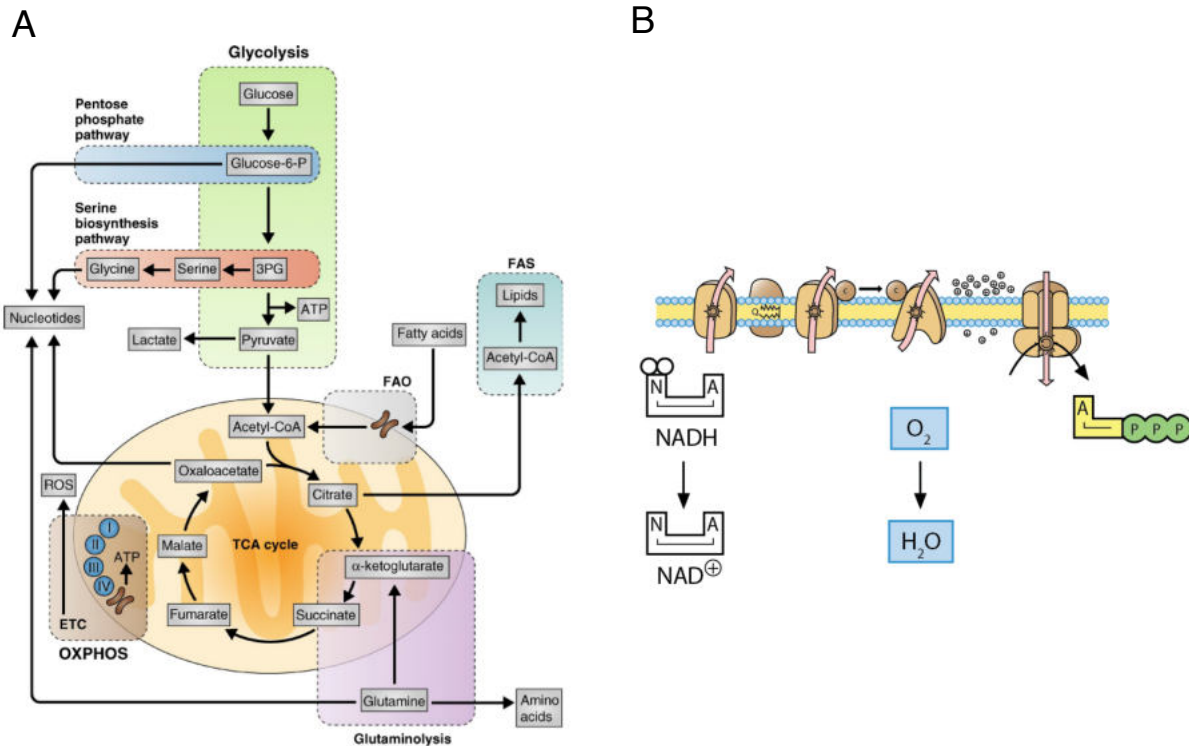 A
B
Glycolysis
Glucose
Pentose
phosphate
pathway
Glucose-6-P
Serine
biosynthesis
pathway
Glycine
Serine
3PG
ATP
Nucleotides
Lactate
Pyruvate
Fatty acids
FAS
Lipids
Acetyl-CoA
FAO
Acetyl-CoA
Oxaloacetate
Citrate
ROS
I
II
III
IV
ATP
ETC
OXPHOS
Malate
TCA cycle
α-ketoglutarate
Fumarate
Succinate
Glutamine
Amino
acids
Glutaminolysis
Q
C
C
N A
NADH
N A
NAD⊕
O₂
H₂O
A
P P P